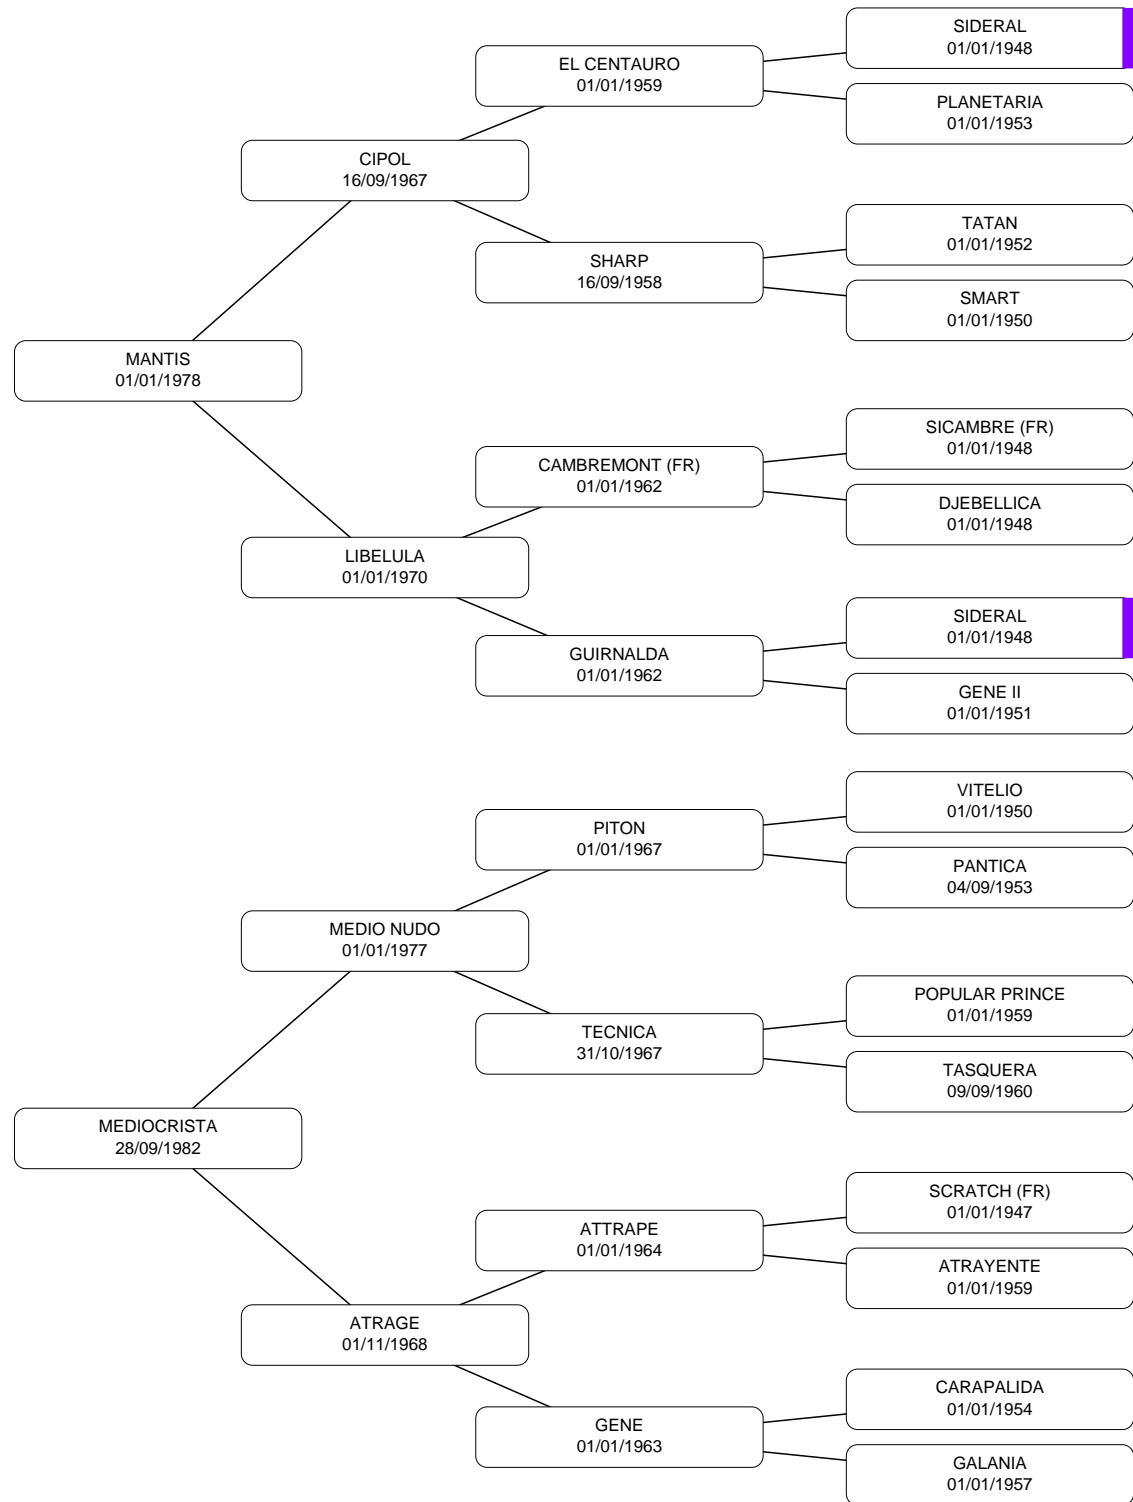 SIDERAL
01/01/1948
EL CENTAURO
01/01/1959
PLANETARIA
01/01/1953
CIPOL
16/09/1967
TATAN
01/01/1952
SHARP
16/09/1958
SMART
01/01/1950
MANTIS
01/01/1978
SICAMBRE (FR)
01/01/1948
CAMBREMONT (FR)
01/01/1962
DJEBELLICA
01/01/1948
LIBELULA
01/01/1970
SIDERAL
01/01/1948
GUIRNALDA
01/01/1962
GENE II
01/01/1951
VITELIO
01/01/1950
PITON
01/01/1967
PANTICA
04/09/1953
MEDIO NUDO
01/01/1977
POPULAR PRINCE
01/01/1959
TECNICA
31/10/1967
TASQUERA
09/09/1960
MEDIOCRISTA
28/09/1982
SCRATCH (FR)
01/01/1947
ATTRAPE
01/01/1964
ATRAYENTE
01/01/1959
ATRAGE
01/11/1968
CARAPALIDA
01/01/1954
GENE
01/01/1963
GALANIA
01/01/1957